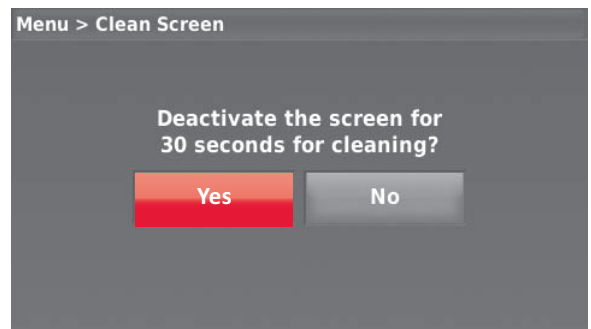 Menu > Clean Screen
Deactivate the screen for
30 seconds for cleaning?
Yes
No